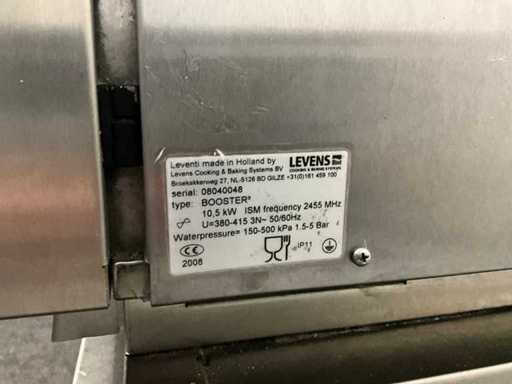 Leventi made in Holland by
LEVENS
Levens Cooking & Baking Systems BV
COOKING & BAKING SYSTEMS
Broekakkerweg 27, NL-5126 BD GILZE +31(0)161 459 100
serial: 08040048
type: BOOSTER³
10,5 kW ISM frequency 2455 MHz
U=380-415 3N~ 50/60Hz
Waterpressure= 150-500 kPa 1.5-5 Bar
CE
IP11
2008